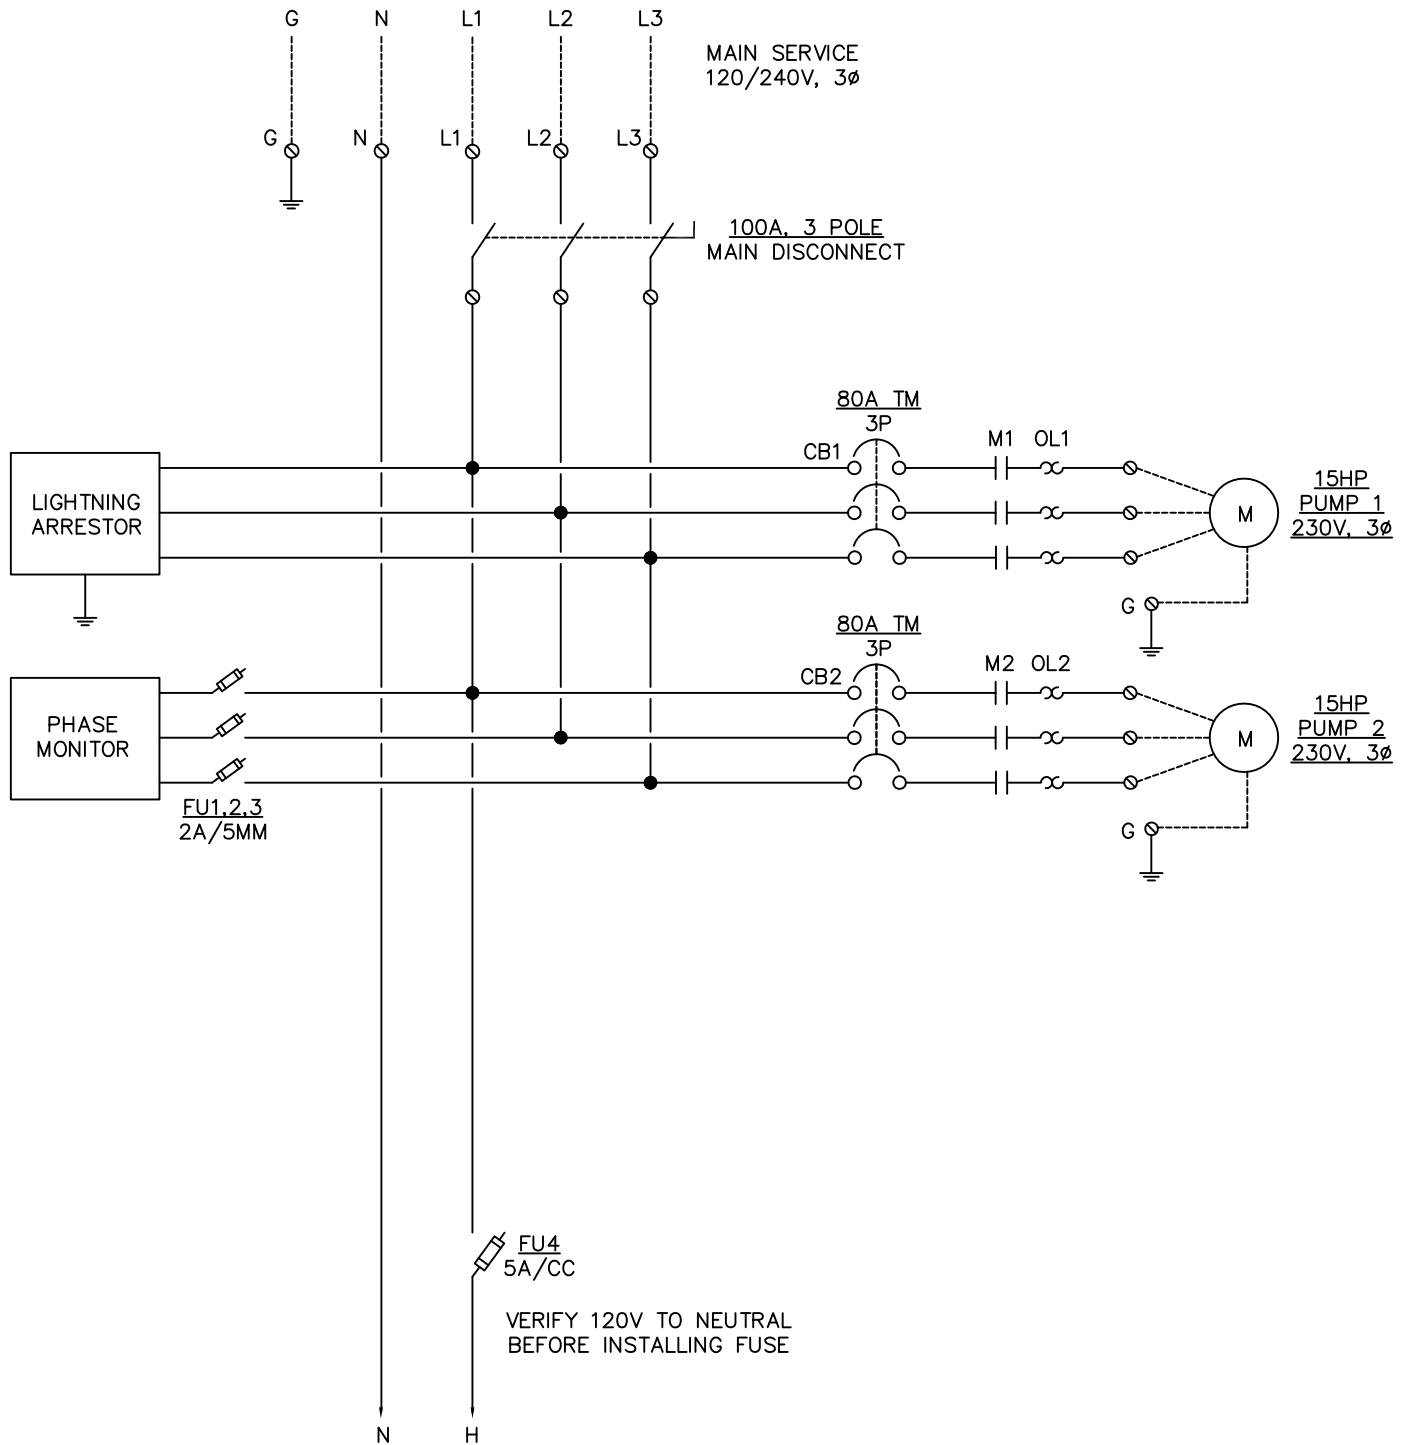 G N L1 L2 L3
MAIN SERVICE
120/240V, 3ø
G N L1 L2 L3
100A, 3 POLE
MAIN DISCONNECT
80A TM
3P
CB1 M1 OL1
LIGHTNING
ARRESTOR
M
15HP
PUMP 1
230V, 3ø
G
80A TM
3P
CB2 M2 OL2
PHASE
MONITOR
M
15HP
PUMP 2
230V, 3ø
FU1,2,3
2A/5MM
G
FU4
5A/CC
VERIFY 120V TO NEUTRAL
BEFORE INSTALLING FUSE
N H